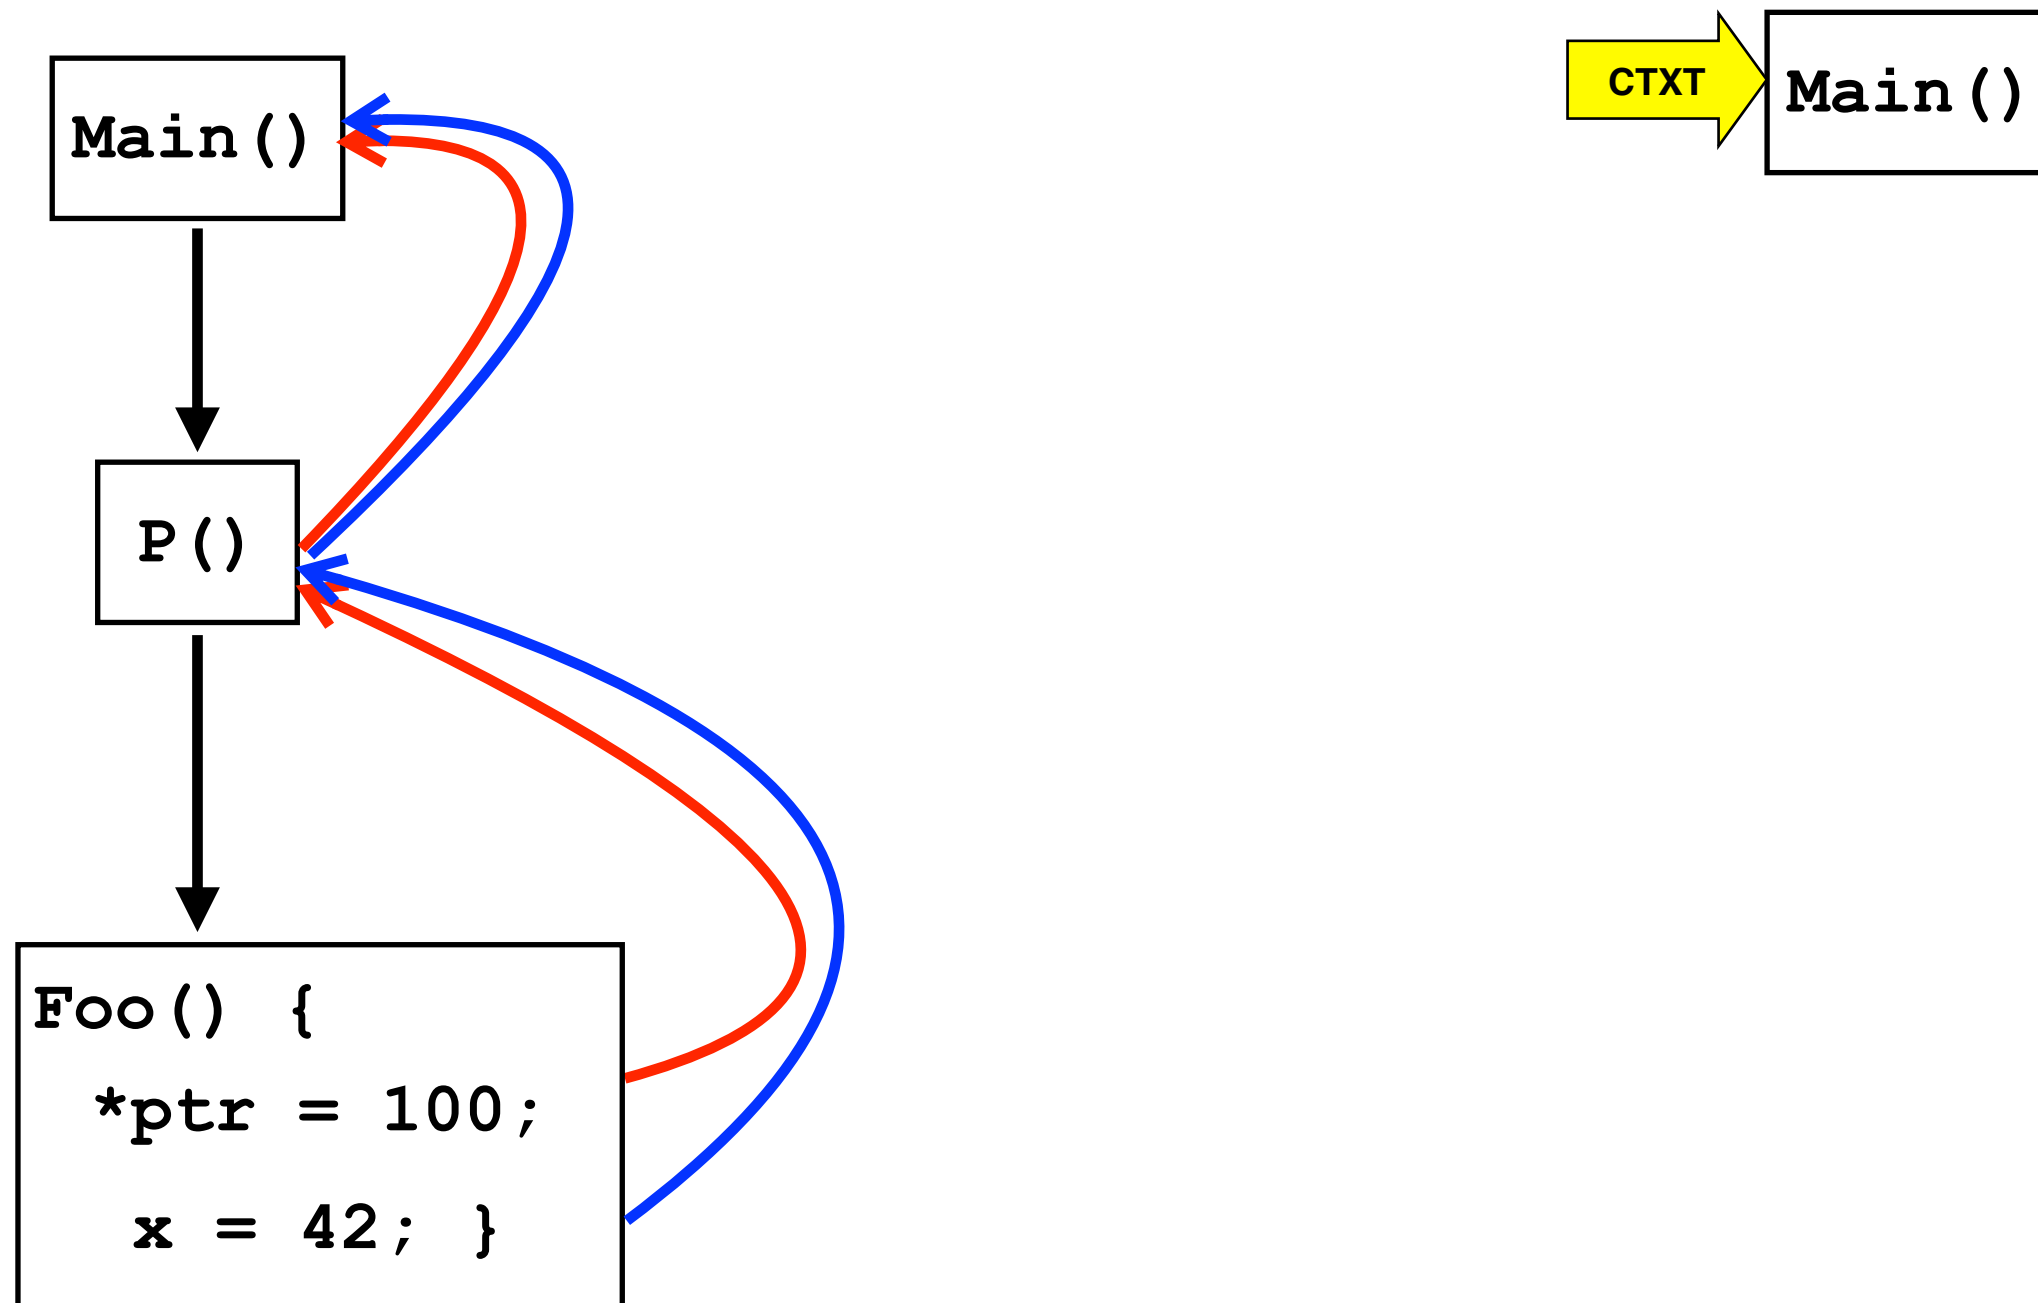 Main()
P()
Foo() {
*ptr = 100;
x = 42; }
CTXT
Main()